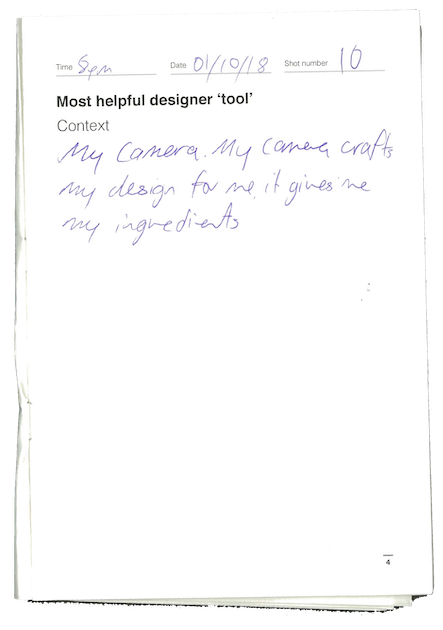 Time 8pm Date 01/10/18 Shot number 10
Most helpful designer ‘tool’
Context
My Camera. My Camera crafts
my design for me, it gives me
my ingredients
4